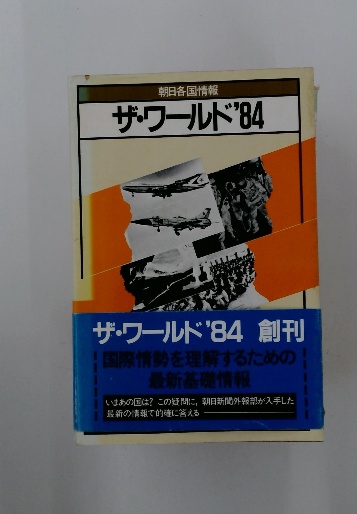 朝日各国情報
ザ・ワールド'84
ザ・ワールド'84 創刊
国際情勢を理解するための
最新基礎情報
いまあの国は? この疑問に, 朝日新聞外報部が入手した
最新の情報で的確に答える